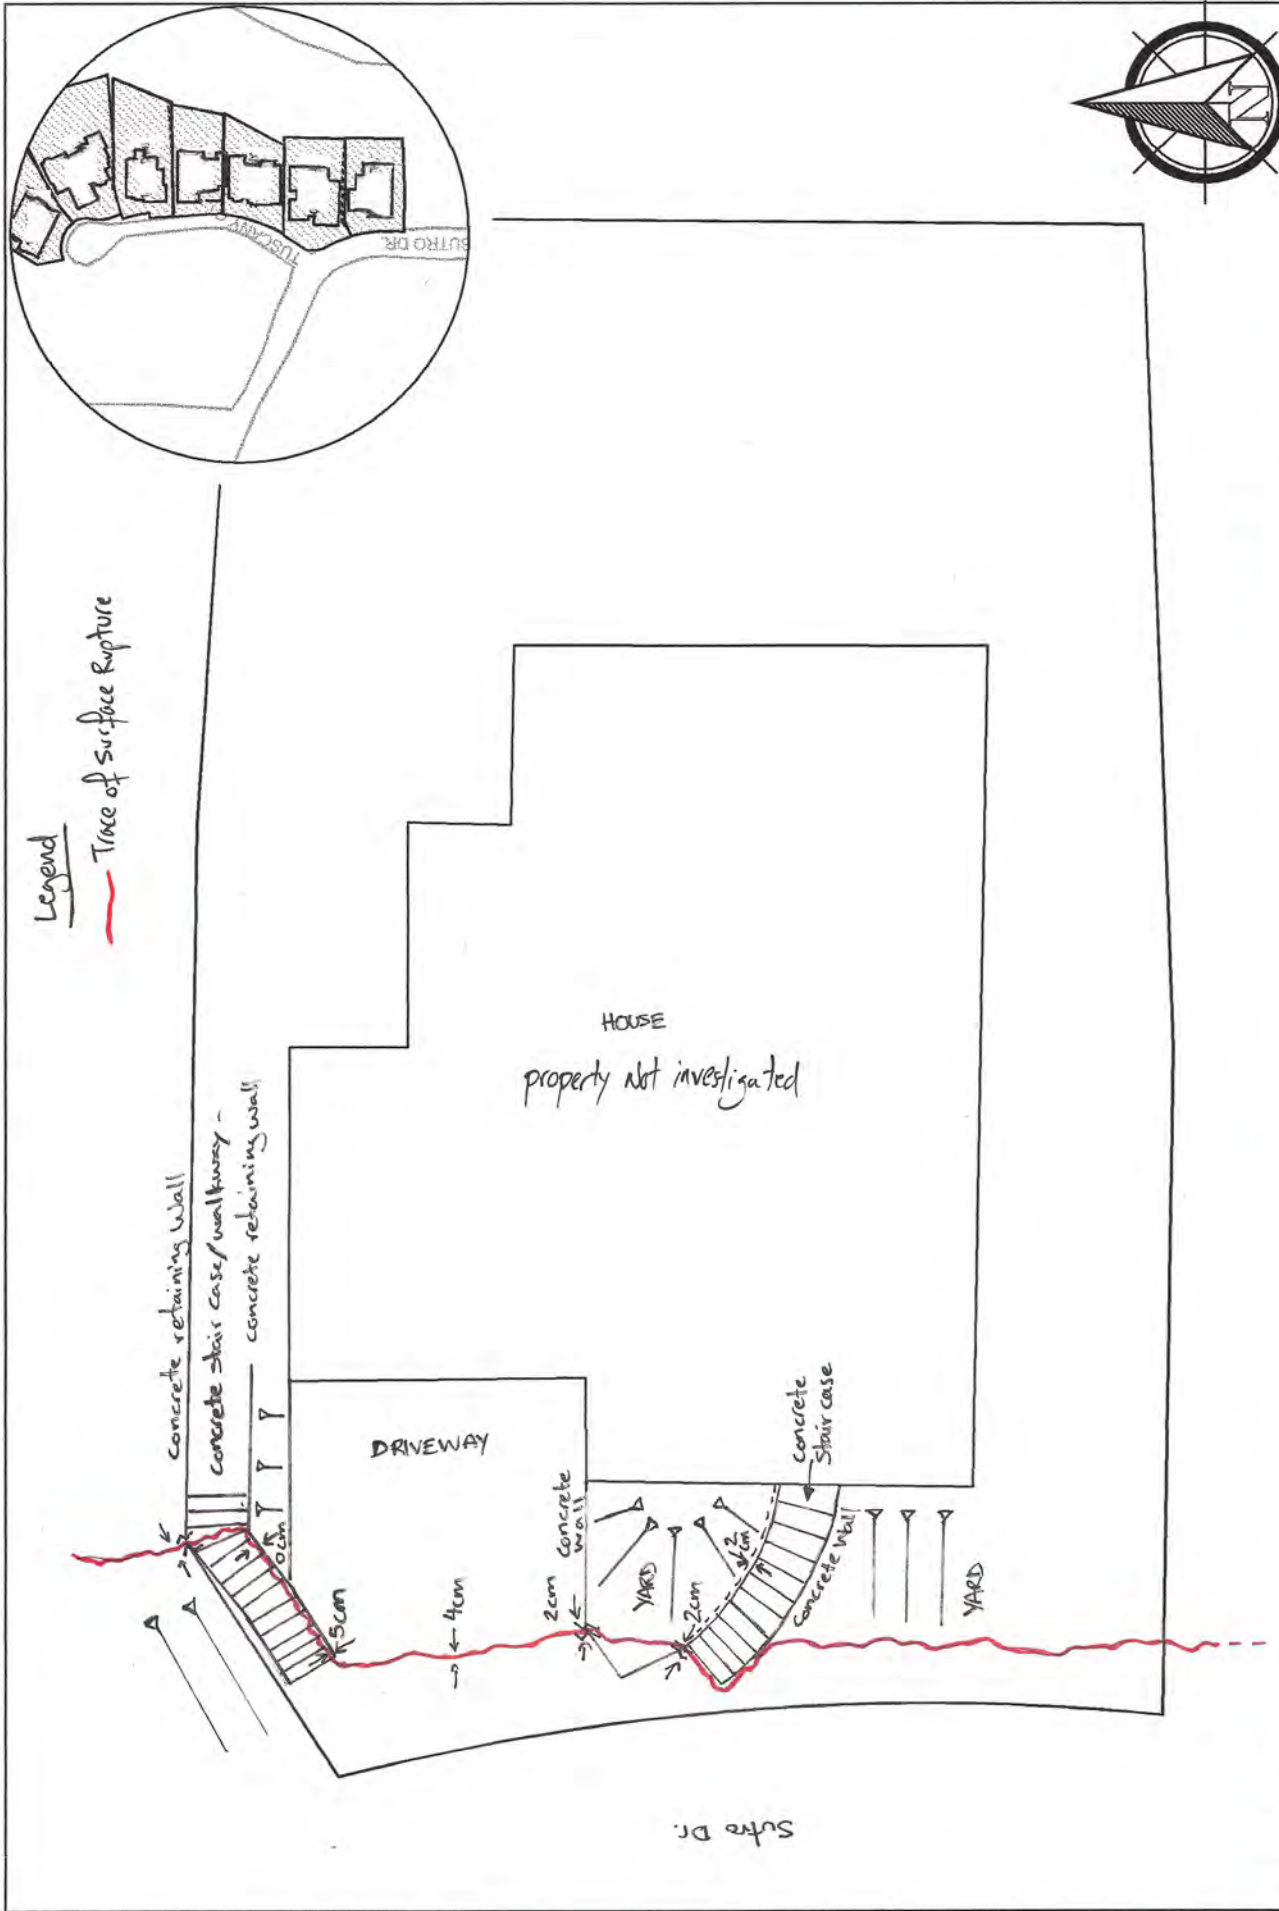 TUSCANY
SUTRO DR.
N
Legend
Trace of Surface Rupture
HOUSE
property Not investigated
concrete retaining Wall
concrete stair case/walkway -
concrete retaining wall
DRIVEWAY
concrete
stair case
concrete
wall
YARD
2
cm
Concrete Wall
YARD
0cm
5cm
4cm
2cm
2cm
Sutro Dr.